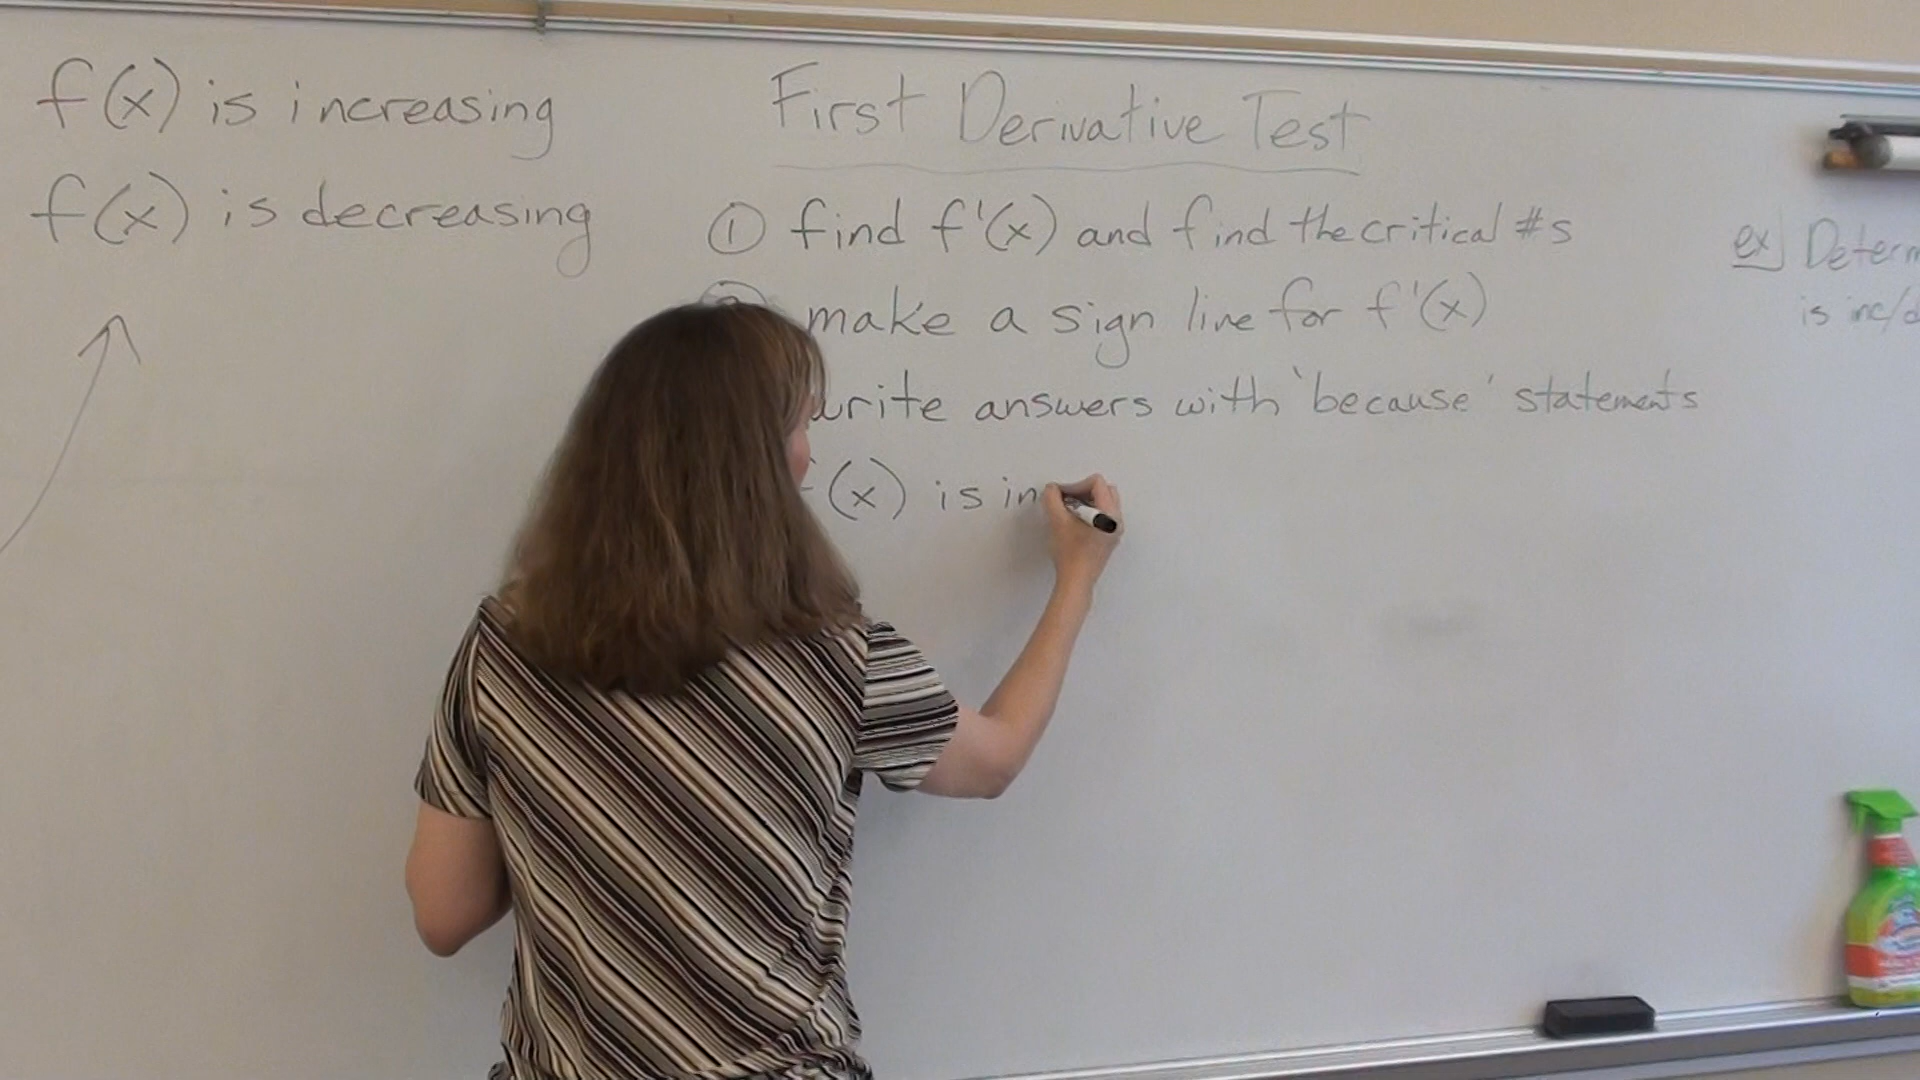 f(x) is increasing
f(x) is decreasing
First Derivative Test
① find f'(x) and find the critical #s
make a sign line for f'(x)
write answers with 'because' statements
f(x) is in
ex] Determ
is inc/d